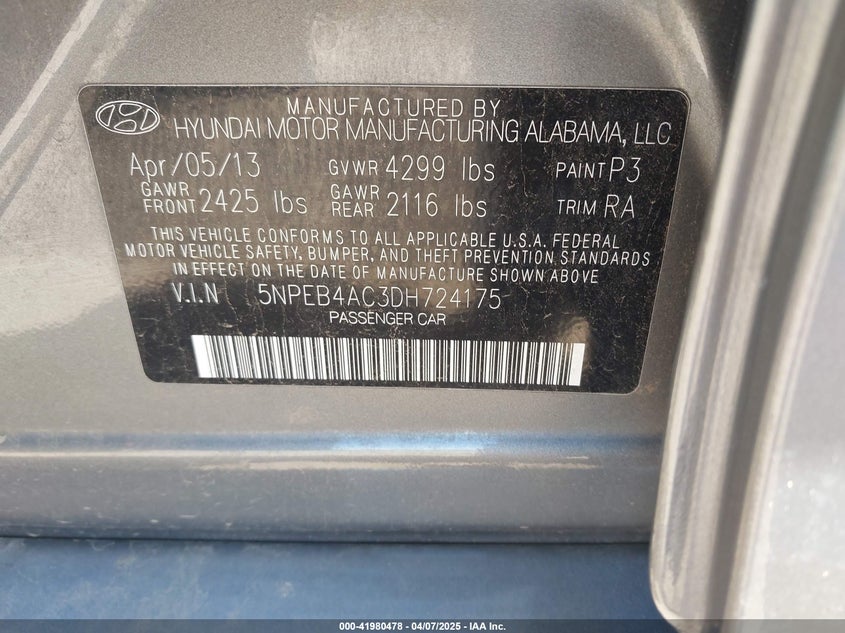 MANUFACTURED BY
HYUNDAI MOTOR MANUFACTURING ALABAMA, LLC
Apr/05/13 GVWR 4299 lbs PAINT P3
GAWR FRONT 2425 lbs GAWR REAR 2116 lbs TRIM RA
THIS VEHICLE CONFORMS TO ALL APPLICABLE U.S.A. FEDERAL
MOTOR VEHICLE SAFETY, BUMPER, AND THEFT PREVENTION STANDARDS
IN EFFECT ON THE DATE OF MANUFACTURE SHOWN ABOVE
V.I.N 5NPEB4AC3DH724175
PASSENGER CAR
000-41980478 - 04/07/2025 - IAA Inc.